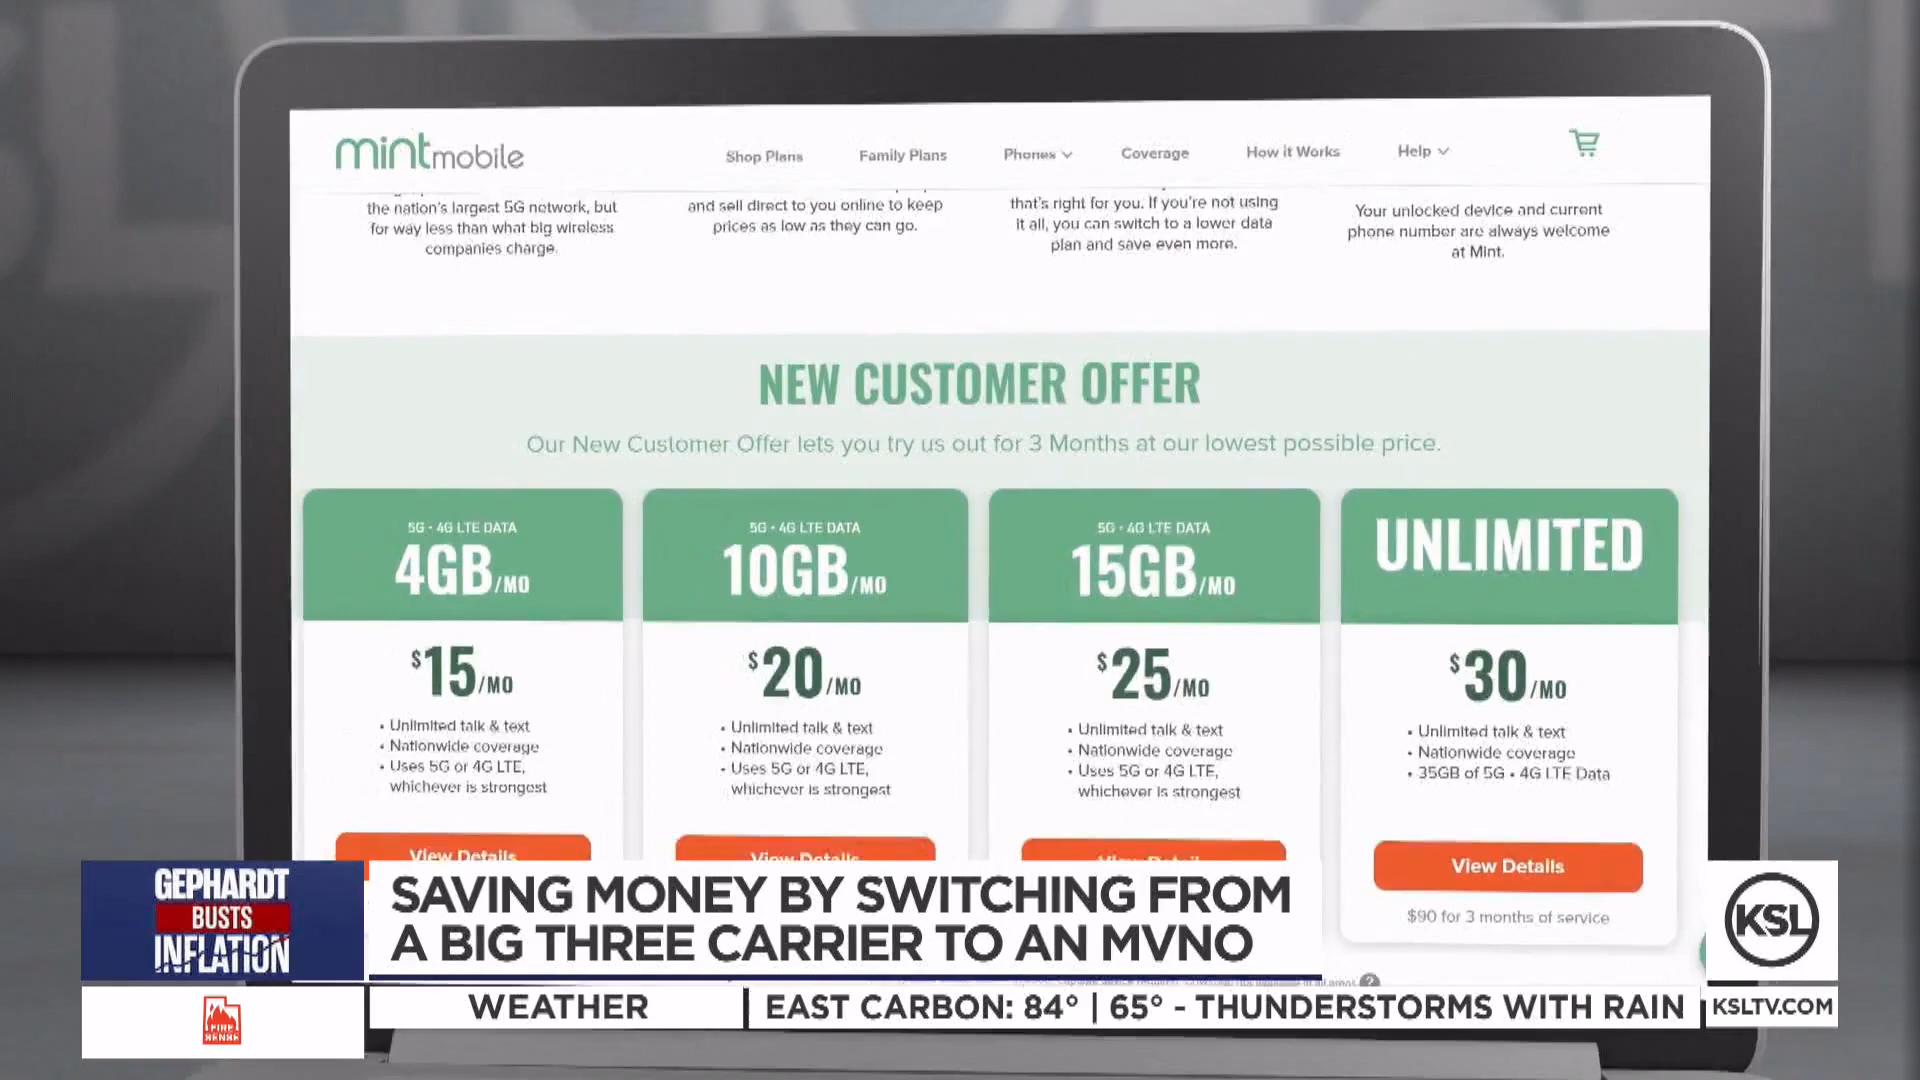 mintmobile
Shop Plans Family Plans Phones Coverage How it Works Help
the nation's largest 5G network, but
for way less than what big wireless
companies charge.
and sell direct to you online to keep
prices as low as they can go.
that's right for you. If you're not using
it all, you can switch to a lower data
plan and save even more.
Your unlocked device and current
phone number are always welcome
at Mint.
NEW CUSTOMER OFFER
Our New Customer Offer lets you try us out for 3 Months at our lowest possible price.
5G • 4G LTE DATA
4GB/MO
$15/MO
• Unlimited talk & text
• Nationwide coverage
• Uses 5G or 4G LTE,
whichever is strongest
View Details
5G • 4G LTE DATA
10GB/MO
$20/MO
• Unlimited talk & text
• Nationwide coverage
• Uses 5G or 4G LTE,
whichever is strongest
View Details
5G • 4G LTE DATA
15GB/MO
$25/MO
• Unlimited talk & text
• Nationwide coverage
• Uses 5G or 4G LTE,
whichever is strongest
UNLIMITED
$30/MO
• Unlimited talk & text
• Nationwide coverage
• 35GB of 5G • 4G LTE Data
View Details
$90 for 3 months of service
GEPHARDT
BUSTS
INFLATION
SAVING MONEY BY SWITCHING FROM
A BIG THREE CARRIER TO AN MVNO
KSL
FIRE
SENSE
WEATHER
EAST CARBON: 84° | 65° - THUNDERSTORMS WITH RAIN
KSLTV.COM